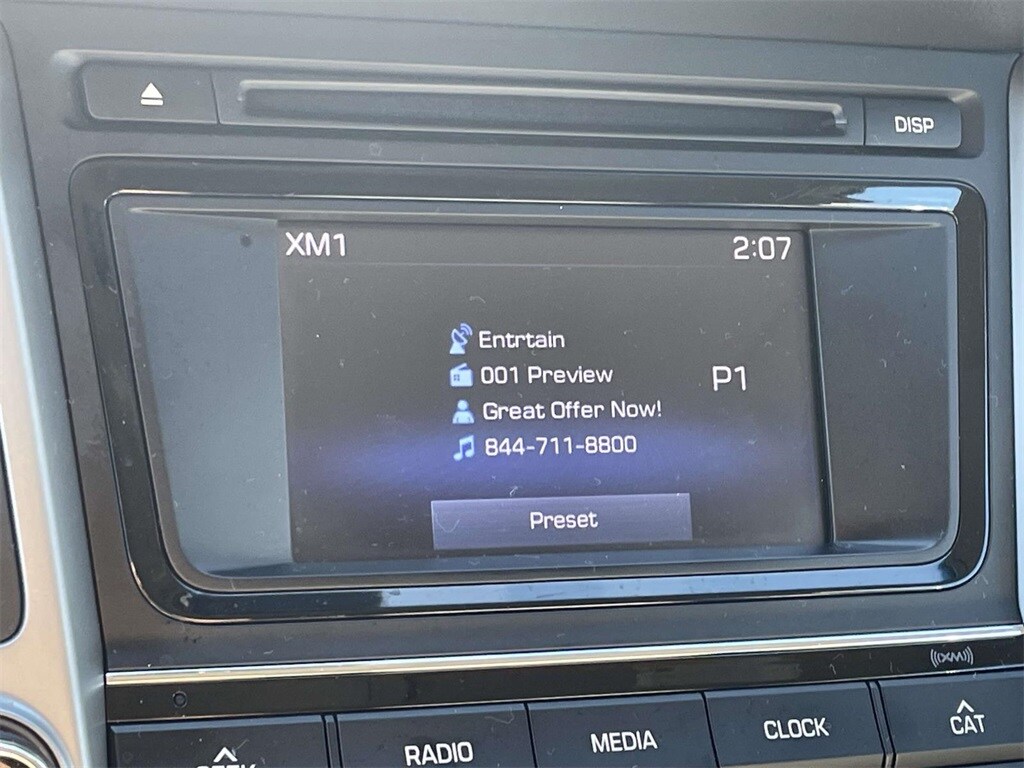 DISP
XM1
2:07
Entrtain
001 Preview
P1
Great Offer Now!
844-711-8800
Preset
((XM))
SEEK
RADIO
MEDIA
CLOCK
CAT